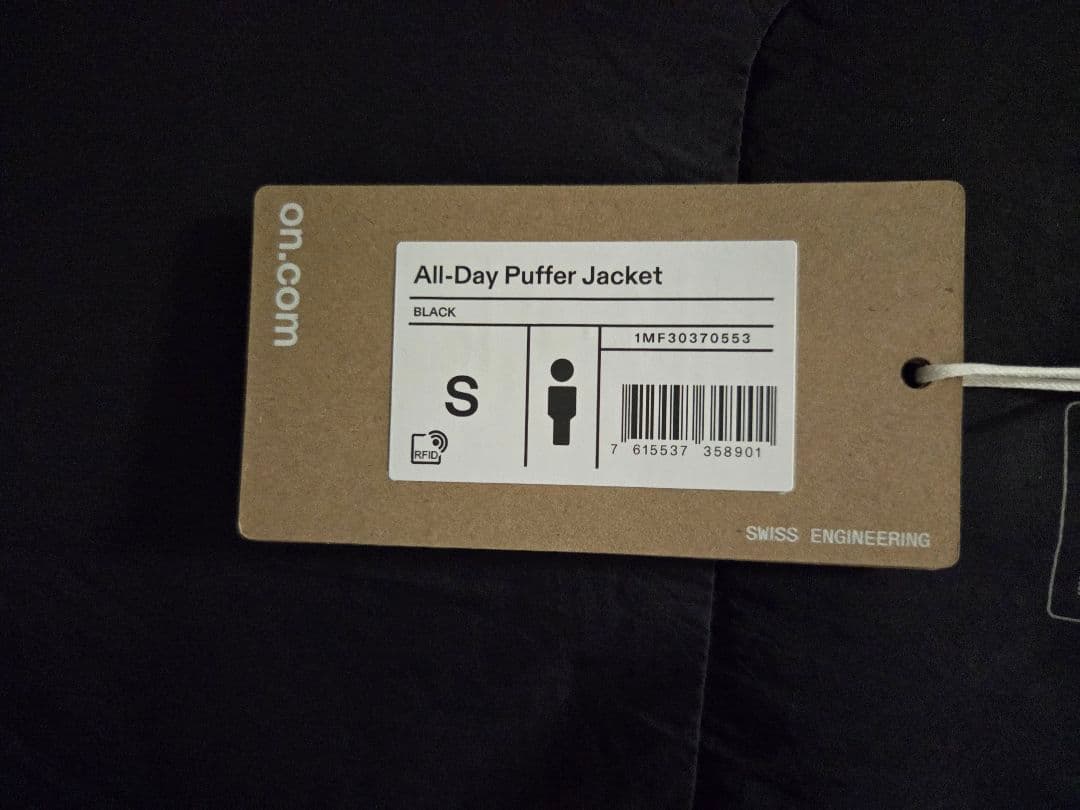 on.com
All-Day Puffer Jacket
BLACK
1MF30370553
S
RFID
7 615537 358901
SWISS ENGINEERING